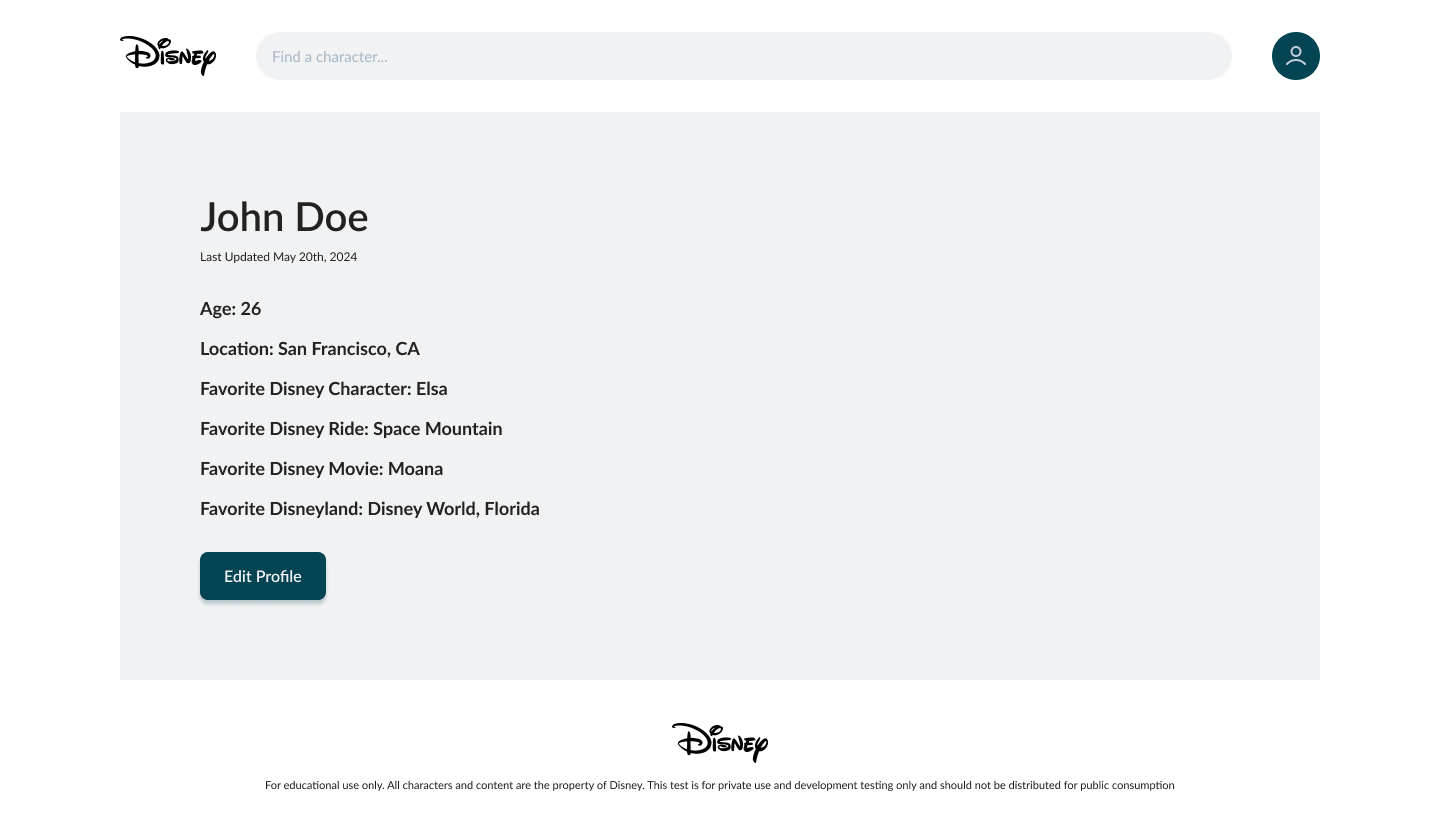 Disney
Find a character...
John Doe
Last Updated May 20th, 2024
Age: 26
Location: San Francisco, CA
Favorite Disney Character: Elsa
Favorite Disney Ride: Space Mountain
Favorite Disney Movie: Moana
Favorite Disneyland: Disney World, Florida
Edit Profile
Disney
For educational use only. All characters and content are the property of Disney. This test is for private use and development testing only and should not be distributed for public consumption